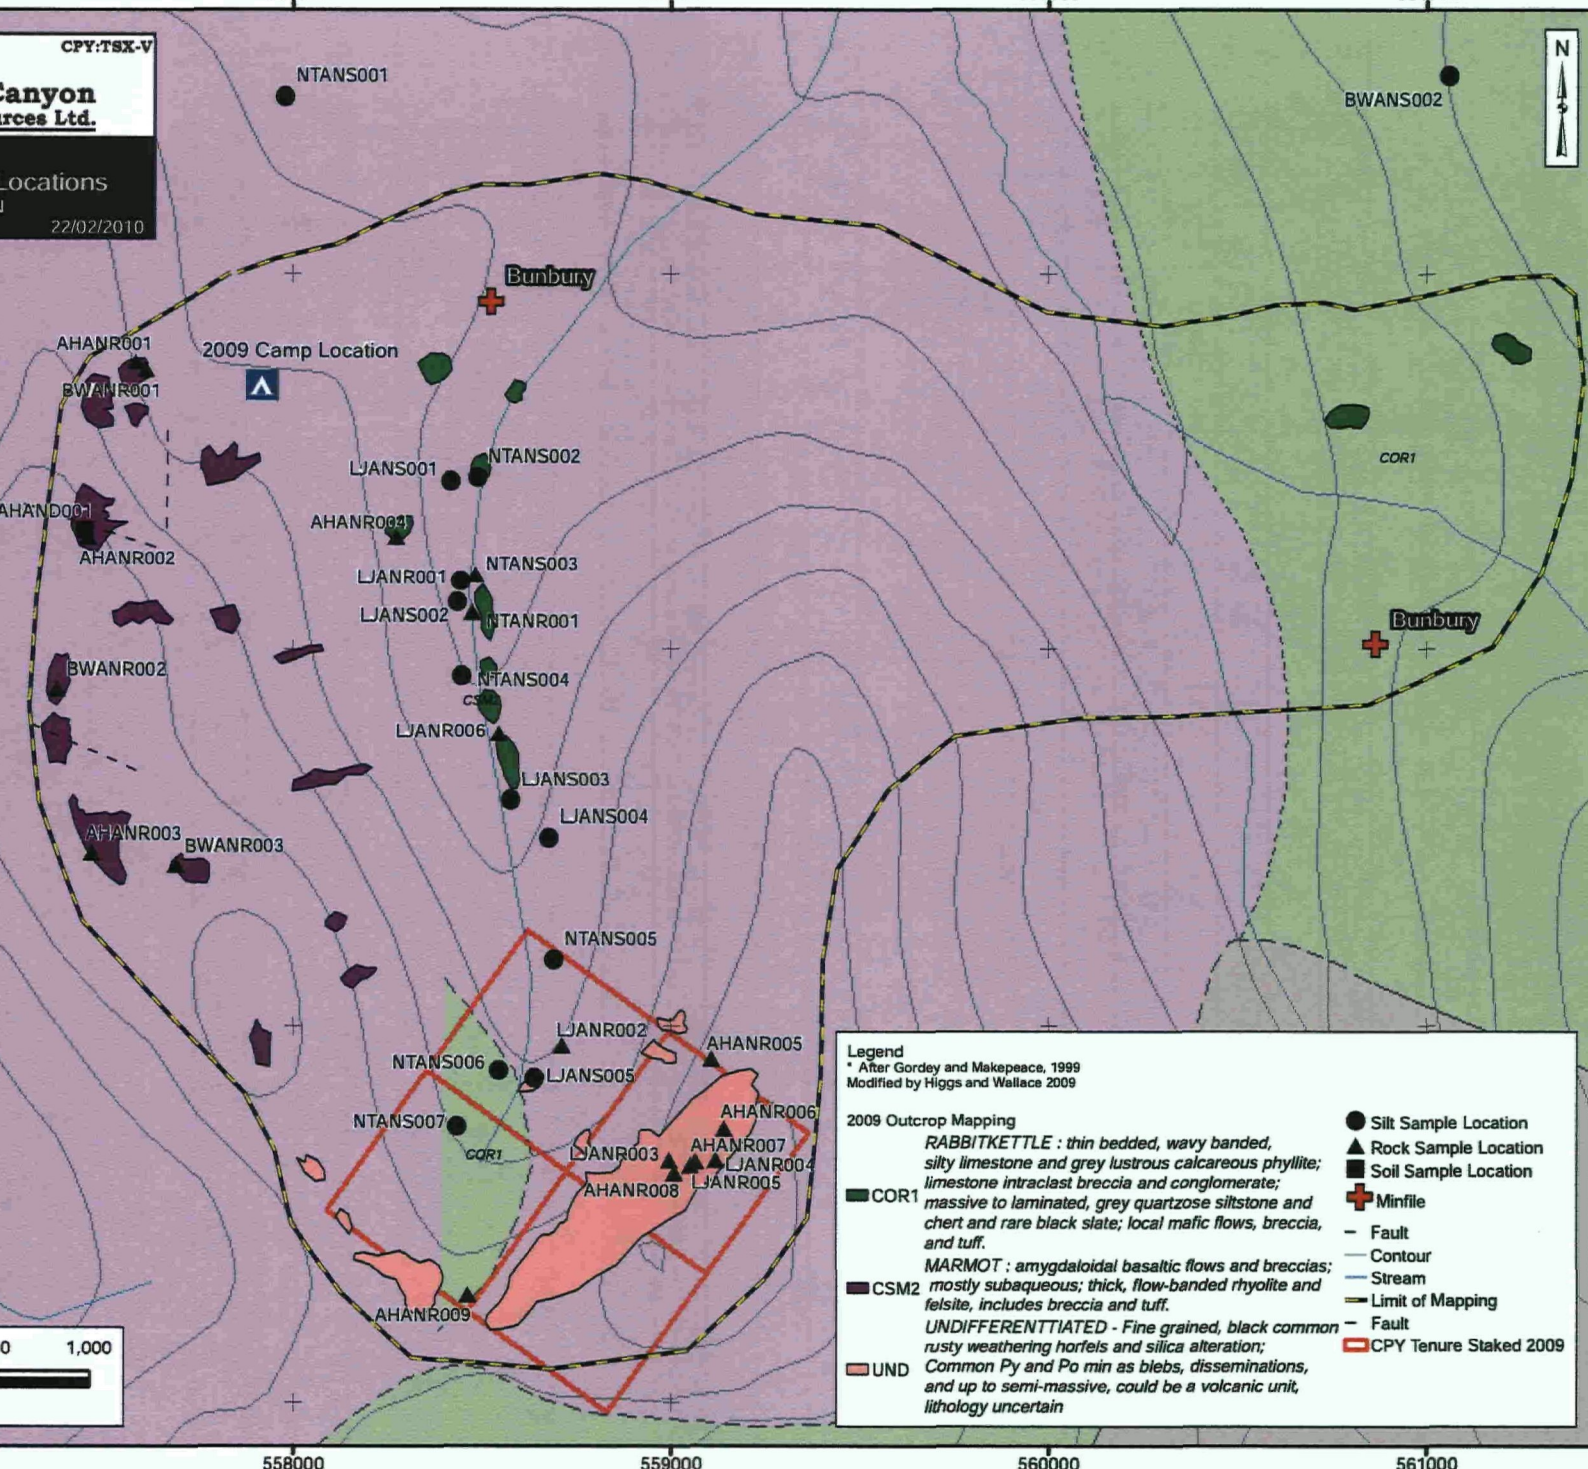 CPY:TSX-V
Canyon
urces Ltd.
Locations
22/02/2010
NTANS001
BWANS002
N
Bunbury
AHANR001
2009 Camp Location
BWANR001
LJANS001
NTANS002
COR1
AHAND001
AHANR004
AHANR002
NTANS003
LJANR001
LJANS002
NTANR001
Bunbury
BWANR002
NTANS004
LJANR006
LJANS003
LJANS004
AHANR003
BWANR003
NTANS005
LJANR002
AHANR005
NTANS006
LJANS005
NTANS007
AHANR006
COR1
LJANR003
AHANR007
LJANR004
AHANR008
LJANR005
AHANR009
0 1,000
Legend
* After Gordey and Makepeace, 1999
Modified by Higgs and Wallace 2009
2009 Outcrop Mapping
COR1
RABBITKETTLE : thin bedded, wavy banded,
silty limestone and grey lustrous calcareous phyllite;
limestone intraclast breccia and conglomerate;
massive to laminated, grey quartzose siltstone and
chert and rare black slate; local mafic flows, breccia,
and tuff.
CSM2
MARMOT : amygdaloidal basaltic flows and breccias;
mostly subaqueous; thick, flow-banded rhyolite and
felsite, includes breccia and tuff.
UND
UNDIFFERENTTIATED - Fine grained, black common
rusty weathering horfels and silica alteration;
Common Py and Po min as blebs, disseminations,
and up to semi-massive, could be a volcanic unit,
lithology uncertain
Silt Sample Location
Rock Sample Location
Soil Sample Location
Minfile
Fault
Contour
Stream
Limit of Mapping
Fault
CPY Tenure Staked 2009
558000
559000
560000
561000